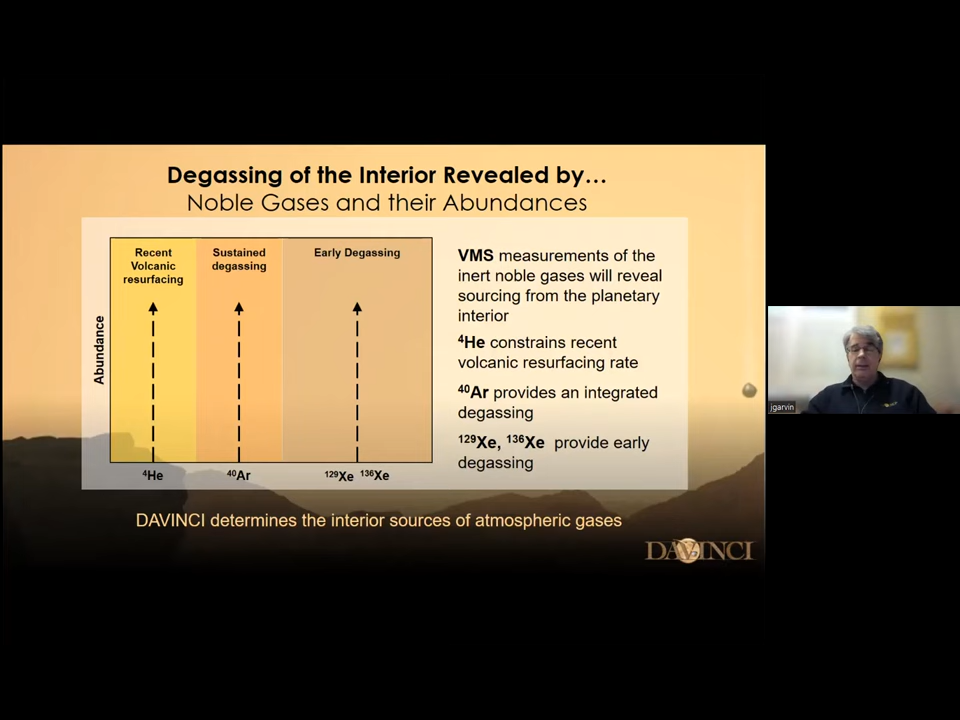 Degassing of the Interior Revealed by…
Noble Gases and their Abundances
Recent
Volcanic
resurfacing
Sustained
degassing
Early Degassing
Abundance
⁴He
⁴⁰Ar
¹²⁹Xe ¹³⁶Xe
VMS measurements of the
inert noble gases will reveal
sourcing from the planetary
interior
⁴He constrains recent
volcanic resurfacing rate
⁴⁰Ar provides an integrated
degassing
¹²⁹Xe, ¹³⁶Xe provide early
degassing
DAVINCI determines the interior sources of atmospheric gases
DAVINCI
jgarvin